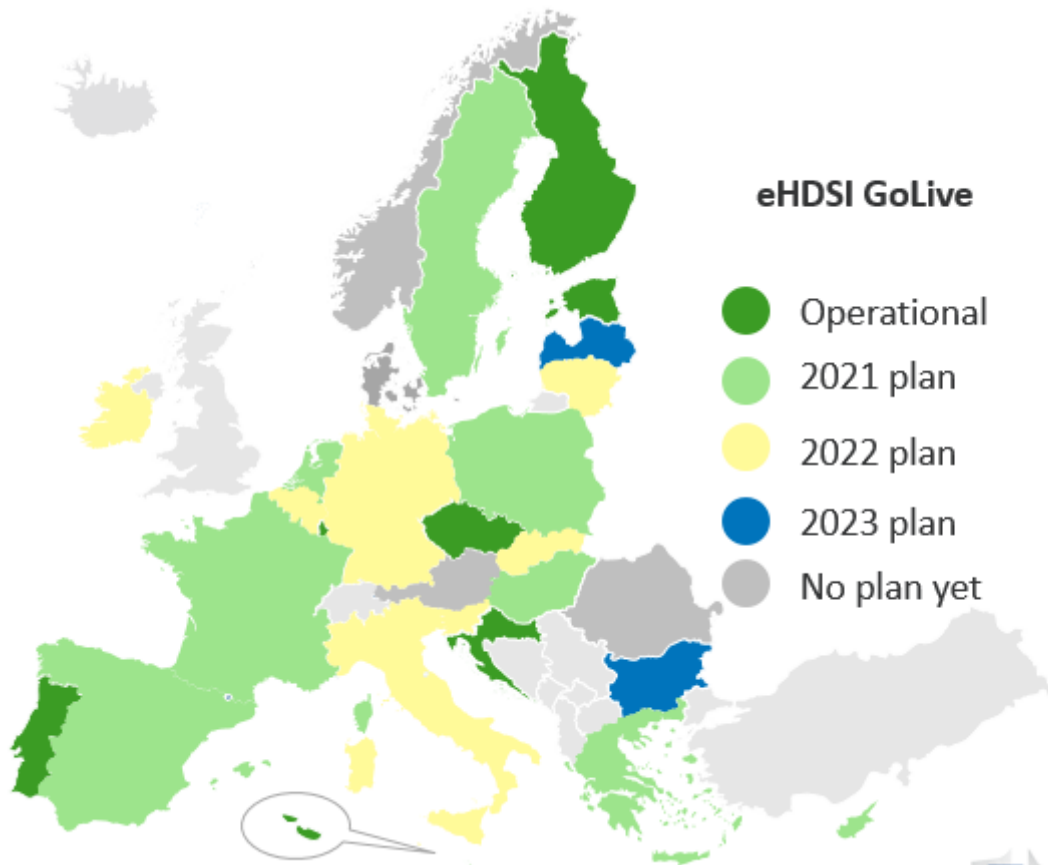 eHDSI GoLive
Operational
2021 plan
2022 plan
2023 plan
No plan yet